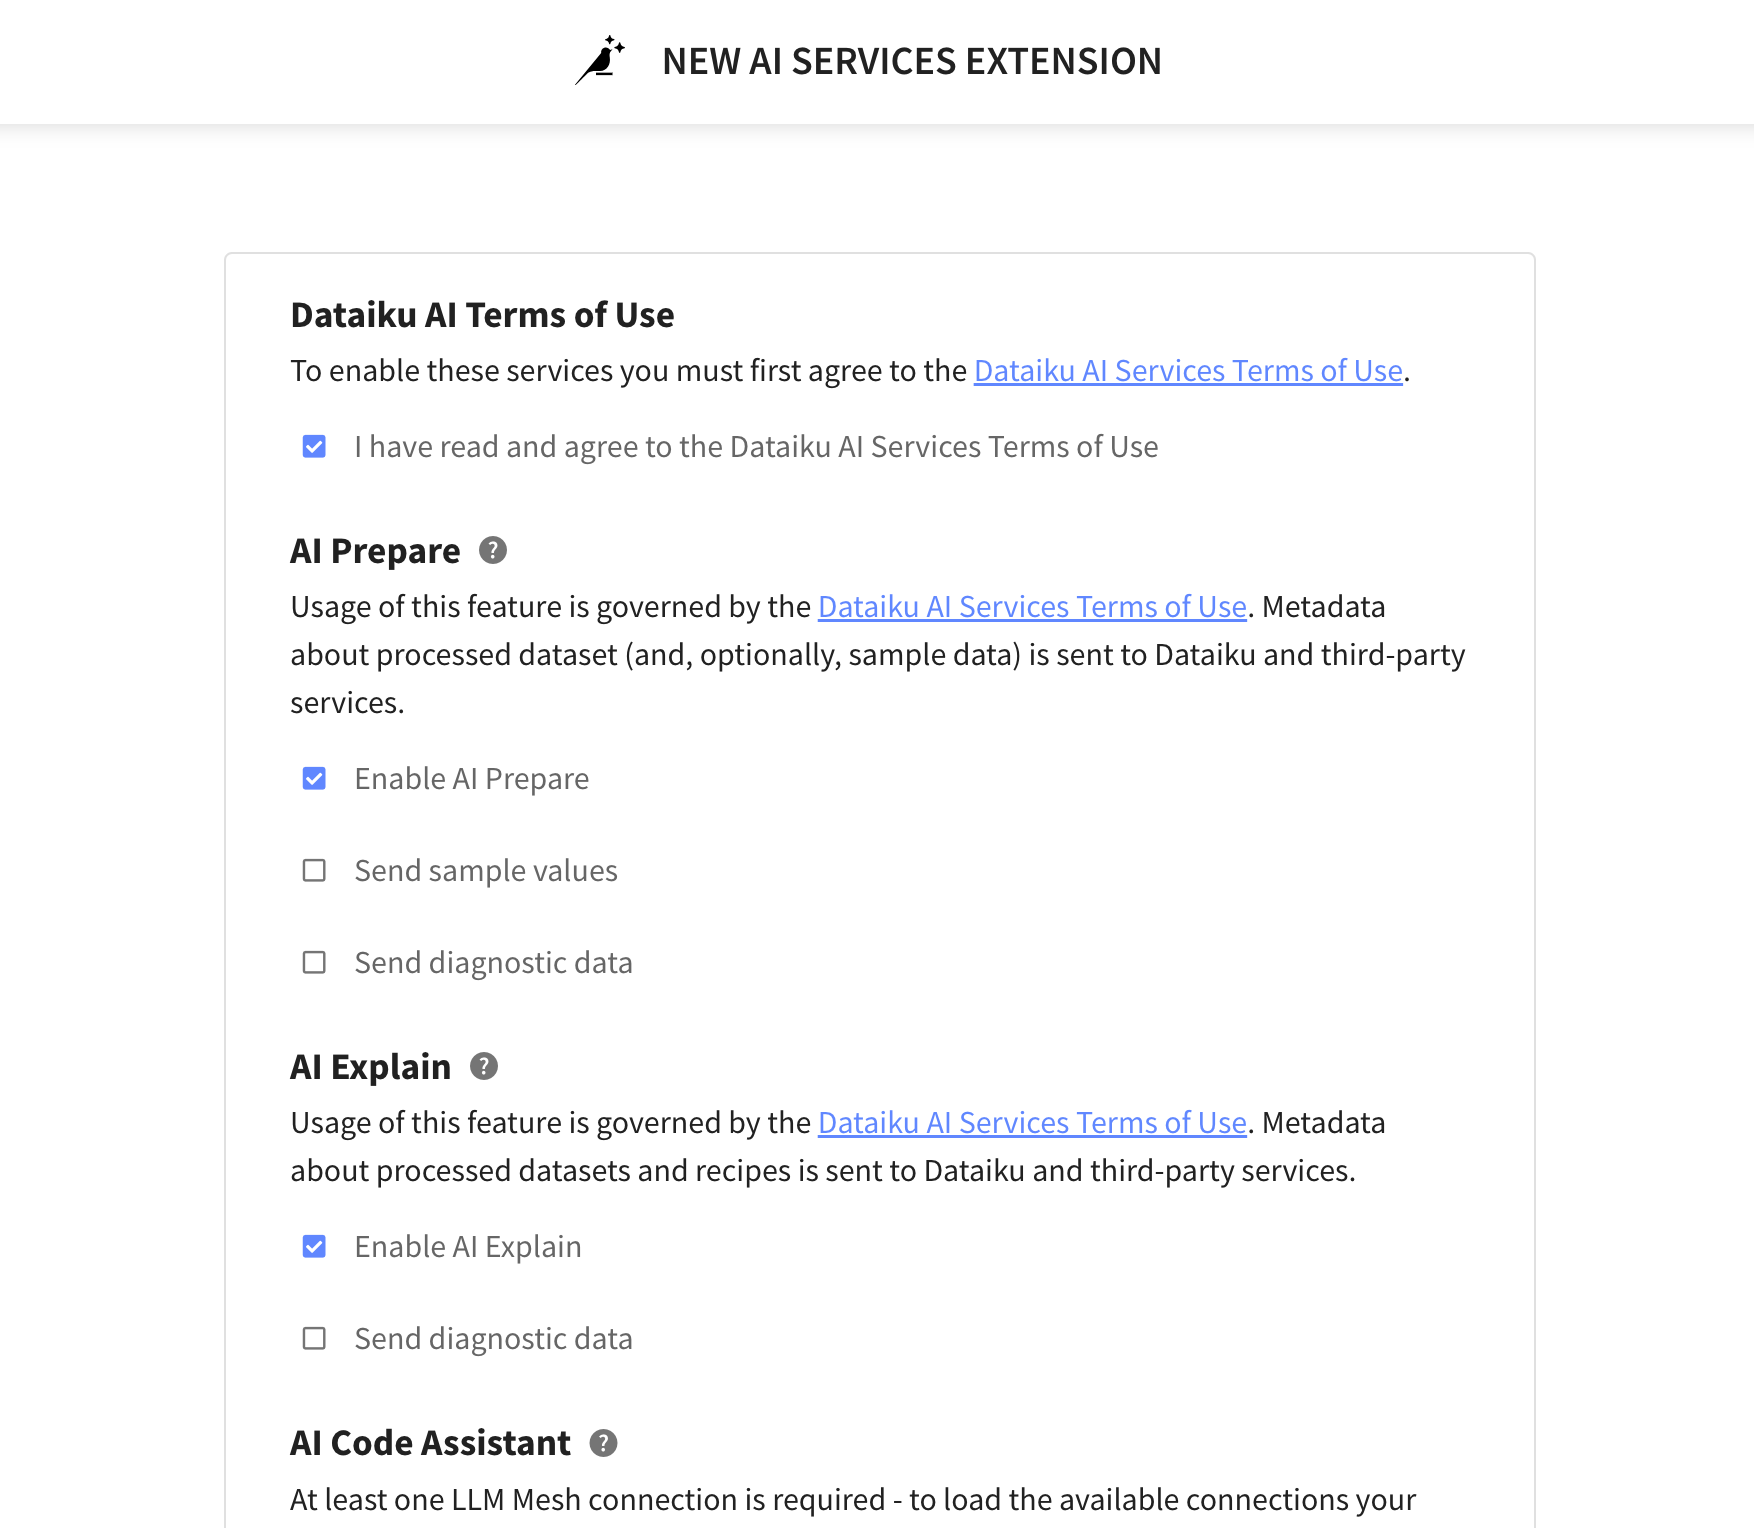 NEW AI SERVICES EXTENSION
Dataiku AI Terms of Use
To enable these services you must first agree to the Dataiku AI Services Terms of Use.
I have read and agree to the Dataiku AI Services Terms of Use
AI Prepare ?
Usage of this feature is governed by the Dataiku AI Services Terms of Use. Metadata
about processed dataset (and, optionally, sample data) is sent to Dataiku and third-party
services.
Enable AI Prepare
Send sample values
Send diagnostic data
AI Explain ?
Usage of this feature is governed by the Dataiku AI Services Terms of Use. Metadata
about processed datasets and recipes is sent to Dataiku and third-party services.
Enable AI Explain
Send diagnostic data
AI Code Assistant ?
At least one LLM Mesh connection is required - to load the available connections your